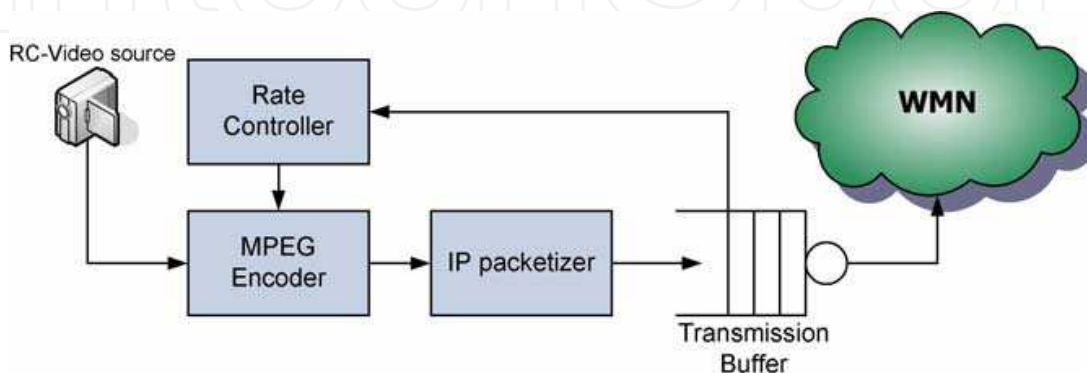 RC-Video source
Rate
Controller
WMN
MPEG
Encoder
IP packetizer
Transmission
Buffer